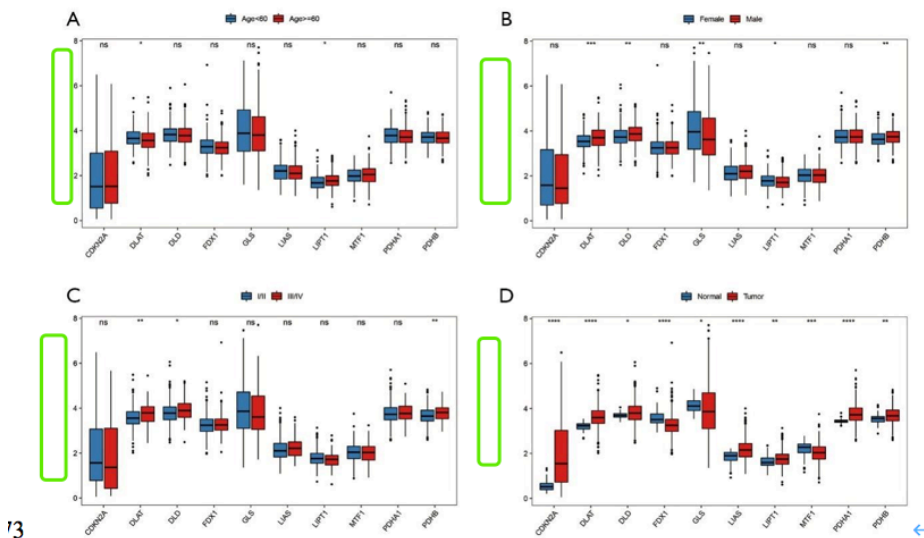 A
Age<60 Age>=60
ns * ns ns ns ns * ns ns ns
8
6
4
2
0
CDKN2A DLAT DLD FDX1 GLS LIAS LIPT1 MTF1 PDHA1 PDHB
B
Female Male
ns *** ** ns ** ns * ns ns **
8
6
4
2
0
CDKN2A DLAT DLD FDX1 GLS LIAS LIPT1 MTF1 PDHA1 PDHB
C
I/II III/IV
ns ** * ns ns ns ns ns ns **
8
6
4
2
0
CDKN2A DLAT DLD FDX1 GLS LIAS LIPT1 MTF1 PDHA1 PDHB
D
Normal Tumor
**** **** * **** * **** ** *** **** **
8
6
4
2
0
CDKN2A DLAT DLD FDX1 GLS LIAS LIPT1 MTF1 PDHA1 PDHB
73